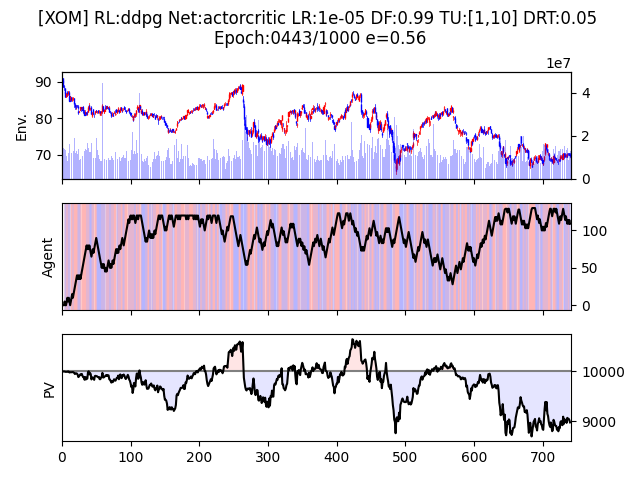 [XOM] RL:ddpg Net:actorcritic LR:1e-05 DF:0.99 TU:[1,10] DRT:0.05
Epoch:0443/1000 e=0.56
1e7
90
80
70
Env.
4
2
0
Agent
100
50
0
PV
10000
9000
0 100 200 300 400 500 600 700